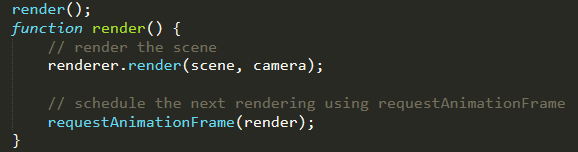 render();
function render() {
    // render the scene
    renderer.render(scene, camera);

    // schedule the next rendering using requestAnimationFrame
    requestAnimationFrame(render);
}